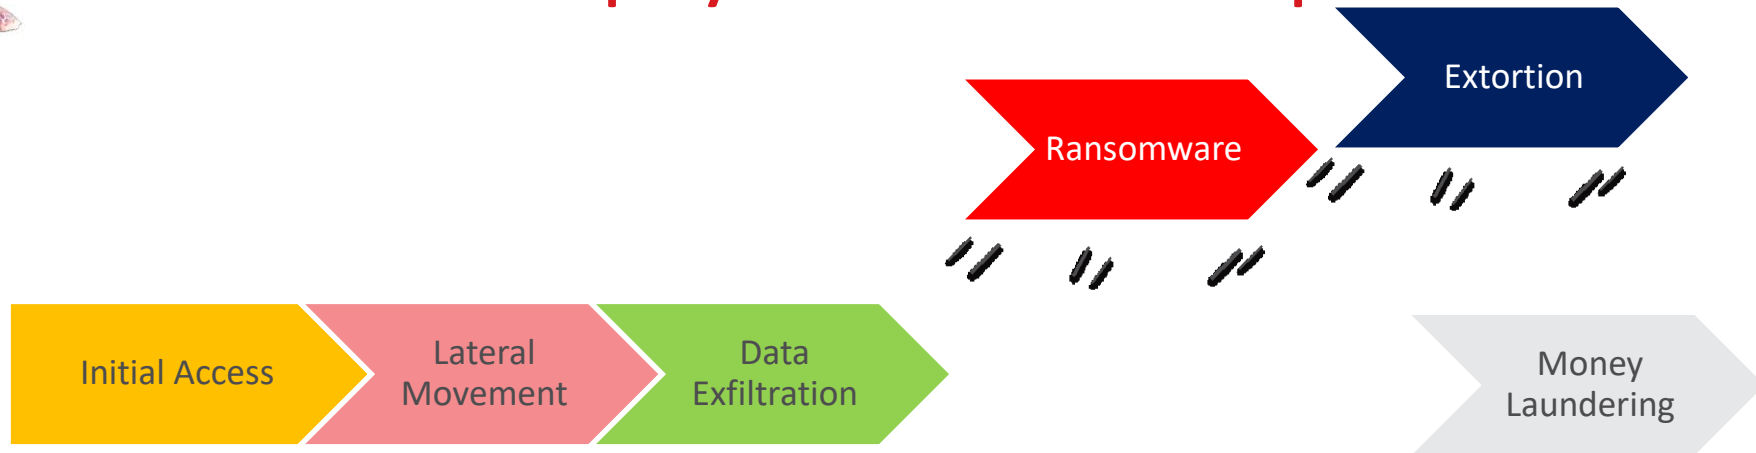 Extortion
Ransomware
Initial Access
Lateral
Movement
Data
Exfiltration
Money
Laundering